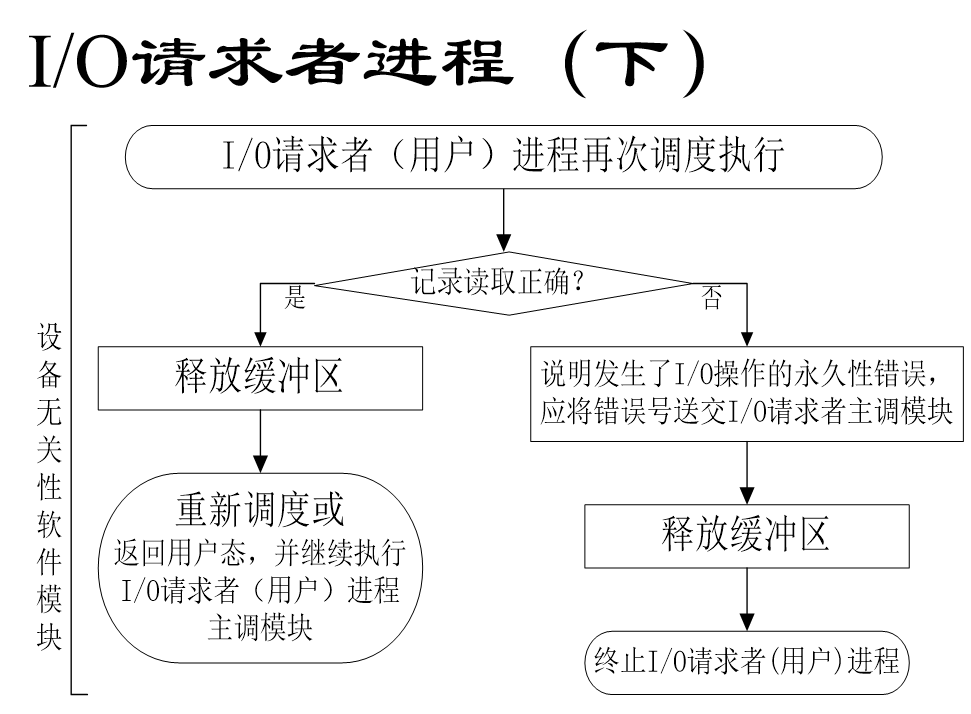 I/O请求者进程（下）
I/O请求者（用户）进程再次调度执行
记录读取正确？
是
否
设备无关性软件模块
释放缓冲区
说明发生了I/O操作的永久性错误，
应将错误号送交I/O请求者主调模块
重新调度或
返回用户态，并继续执行
I/O请求者（用户）进程
主调模块
释放缓冲区
终止I/O请求者(用户)进程